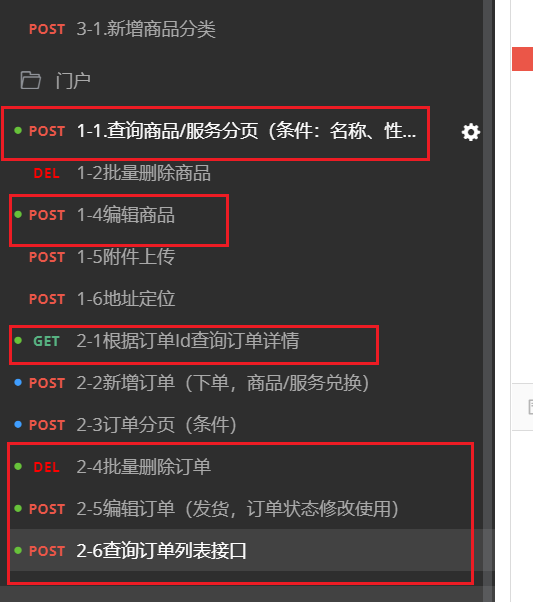 POST 3-1.新增商品分类
门户
POST 1-1.查询商品/服务分页（条件：名称、性...
DEL 1-2批量删除商品
POST 1-4编辑商品
POST 1-5附件上传
POST 1-6地址定位
GET 2-1根据订单Id查询订单详情
POST 2-2新增订单（下单，商品/服务兑换）
POST 2-3订单分页（条件）
DEL 2-4批量删除订单
POST 2-5编辑订单（发货，订单状态修改使用）
POST 2-6查询订单列表接口